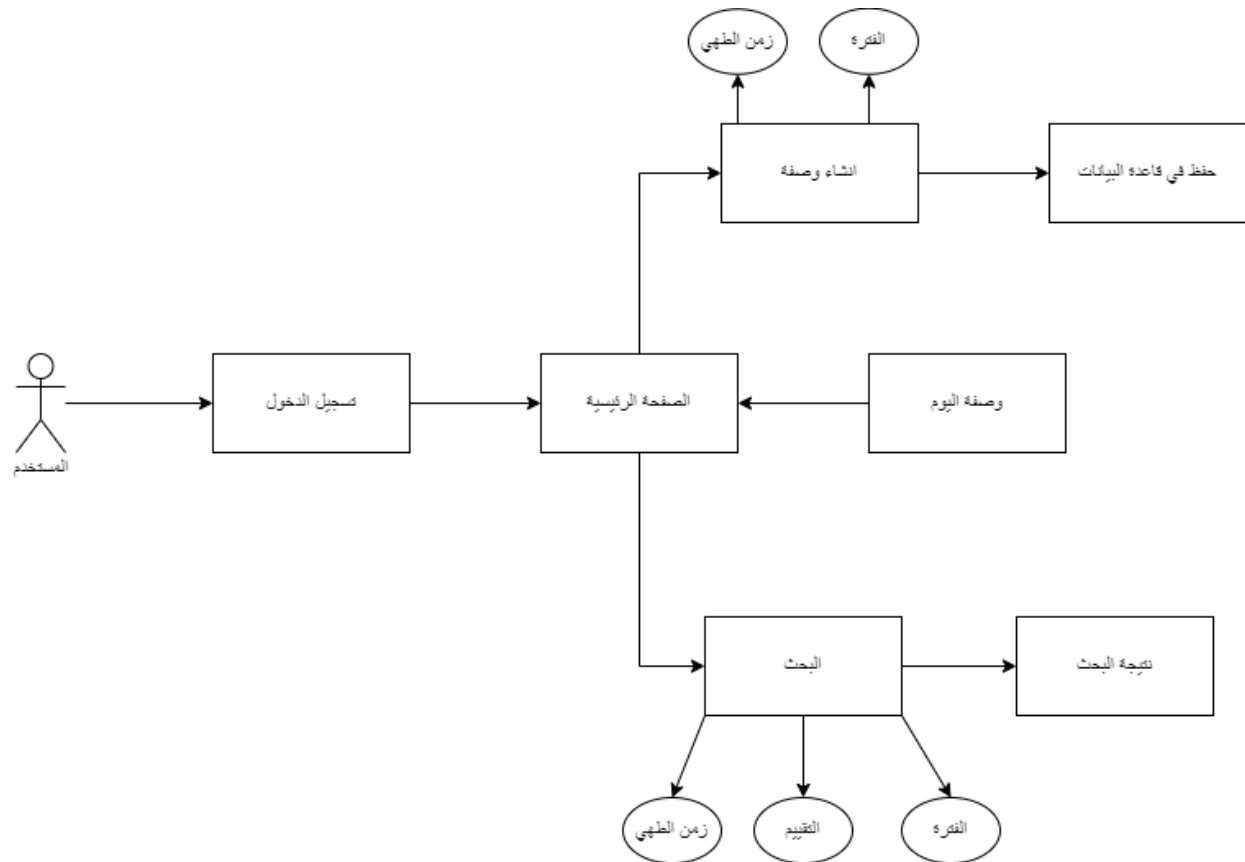 زمن الطهي
الفترة
انشاء وصفة
حفظ في قاعدة البيانات
المستخدم
تسجيل الدخول
الصفحة الرئيسية
وصفة اليوم
البحث
نتيجة البحث
زمن الطهي
التقييم
الفترة